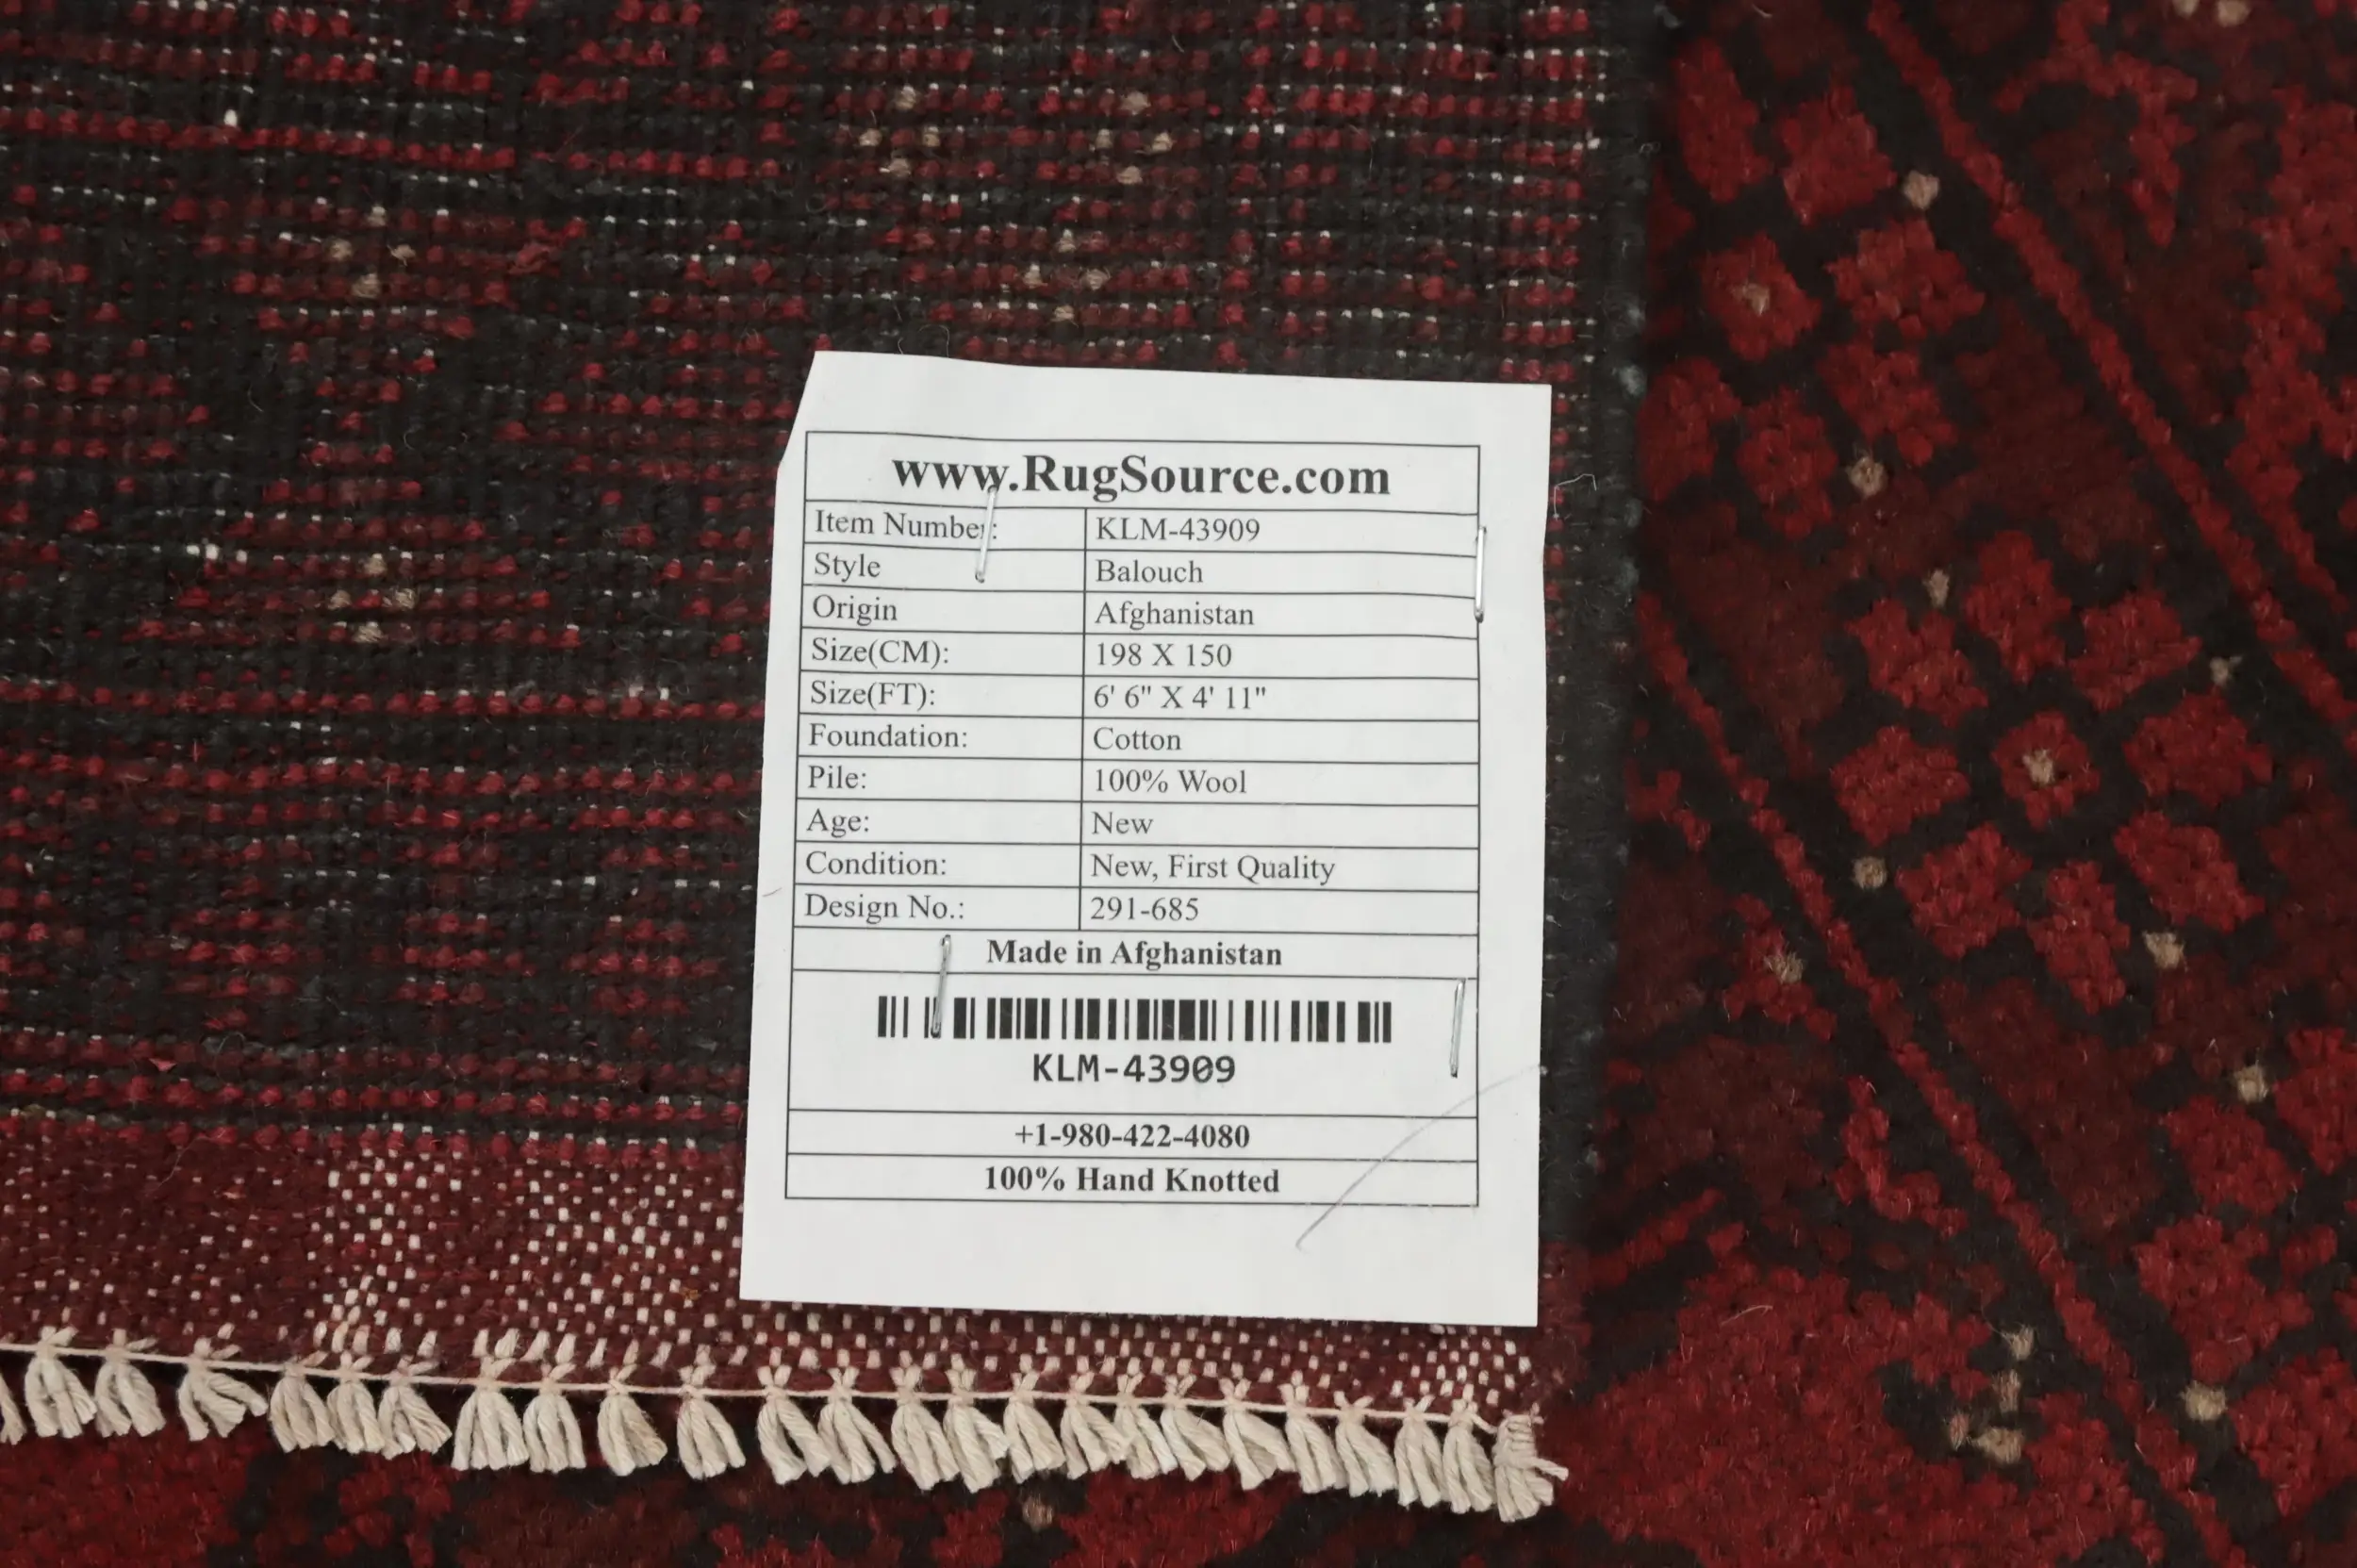 www.RugSource.com
Item Number: KLM-43909
Style Balouch
Origin Afghanistan
Size(CM): 198 X 150
Size(FT): 6' 6" X 4' 11"
Foundation: Cotton
Pile: 100% Wool
Age: New
Condition: New, First Quality
Design No.: 291-685
Made in Afghanistan
KLM-43909
+1-980-422-4080
100% Hand Knotted